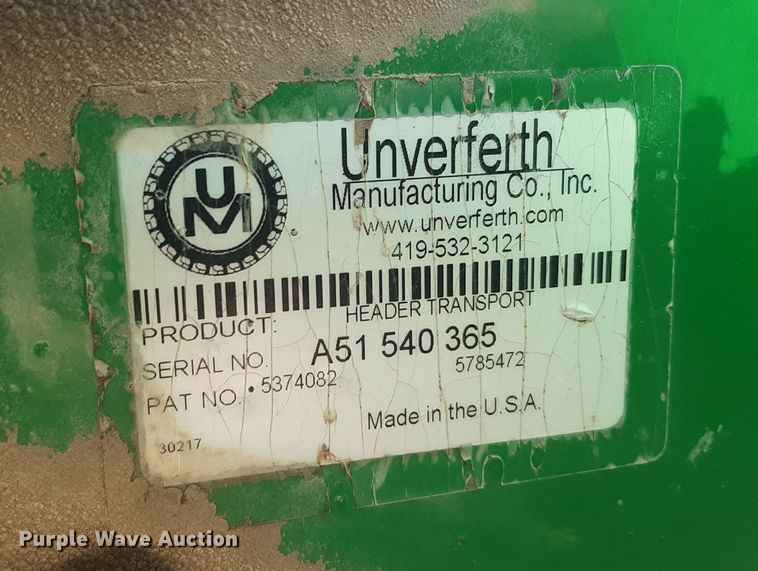 UM
Unverferth
Manufacturing Co., Inc.
www.unverferth.com
419-532-3121
PRODUCT: HEADER TRANSPORT
SERIAL NO. A51 540 365
PAT NO. • 5374082 5785472
Made in the U.S.A.
30217
Purple Wave Auction®